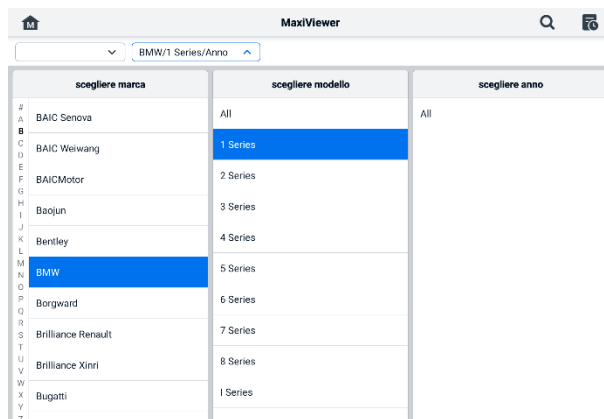 M
MaxiViewer
BMW/1 Series/Anno
scegliere marca
scegliere modello
scegliere anno
#
A
B
C
D
E
F
G
H
I
J
K
L
M
N
O
P
Q
R
S
T
U
V
W
X
Y
Z
BAIC Senova
BAIC Weiwang
BAICMotor
Baojun
Bentley
BMW
Borgward
Brilliance Renault
Brilliance Xinri
Bugatti
All
1 Series
2 Series
3 Series
4 Series
5 Series
6 Series
7 Series
8 Series
I Series
All